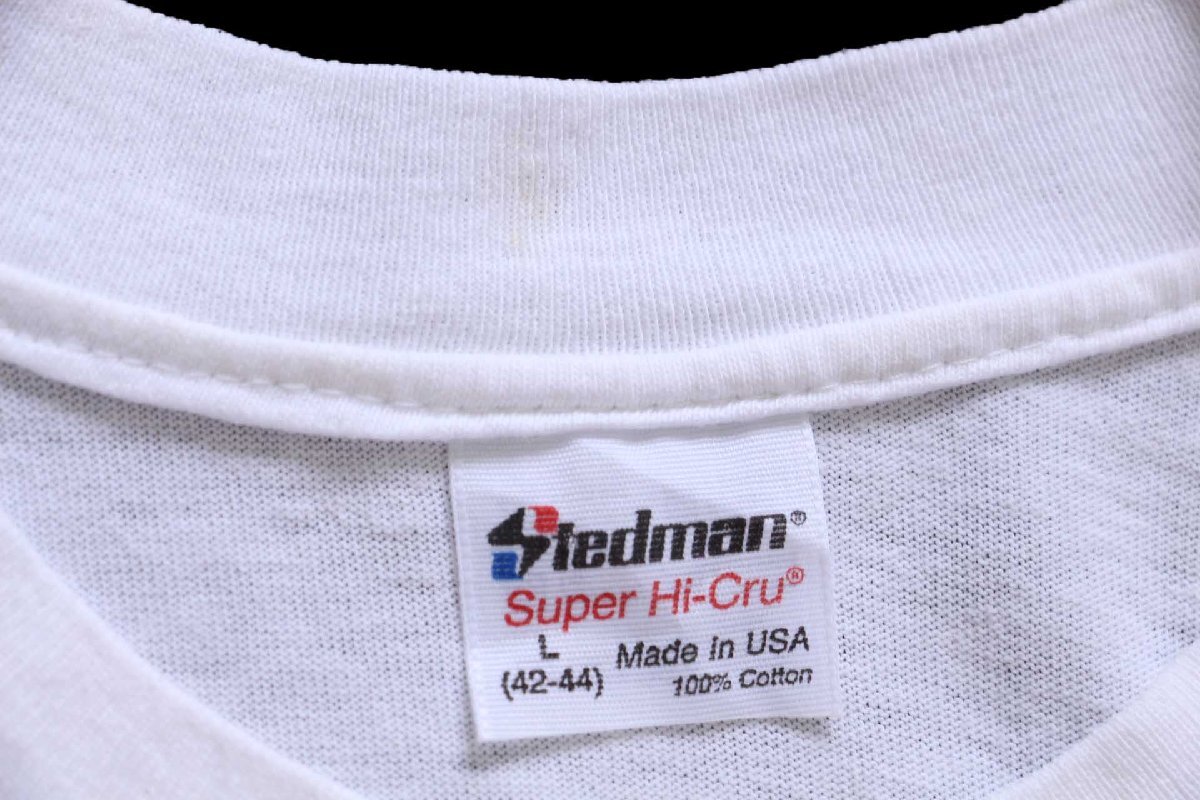 Stedman®
Super Hi-Cru®
L Made in USA
(42-44) 100% Cotton